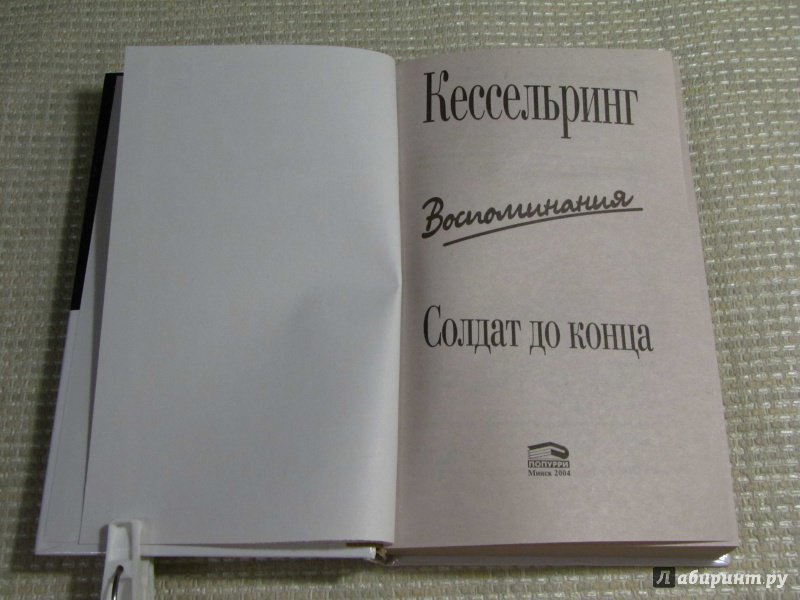 Кессельринг
Воспоминания
Солдат до конца
ПОПУРРИ
Минск 2004
Лабиринт.ру